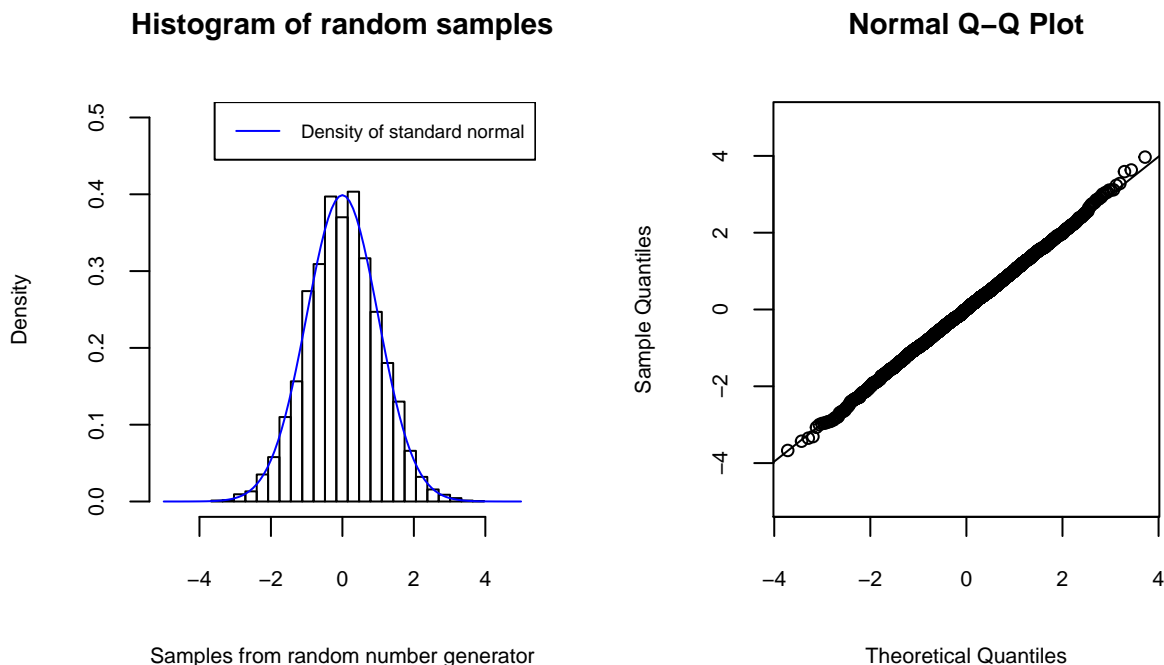 Histogram of random samples
Density
0.5
0.4
0.3
0.2
0.1
0.0
Density of standard normal
−4 −2 0 2 4
Samples from random number generator
Normal Q−Q Plot
Sample Quantiles
4
2
0
−2
−4
−4 −2 0 2 4
Theoretical Quantiles